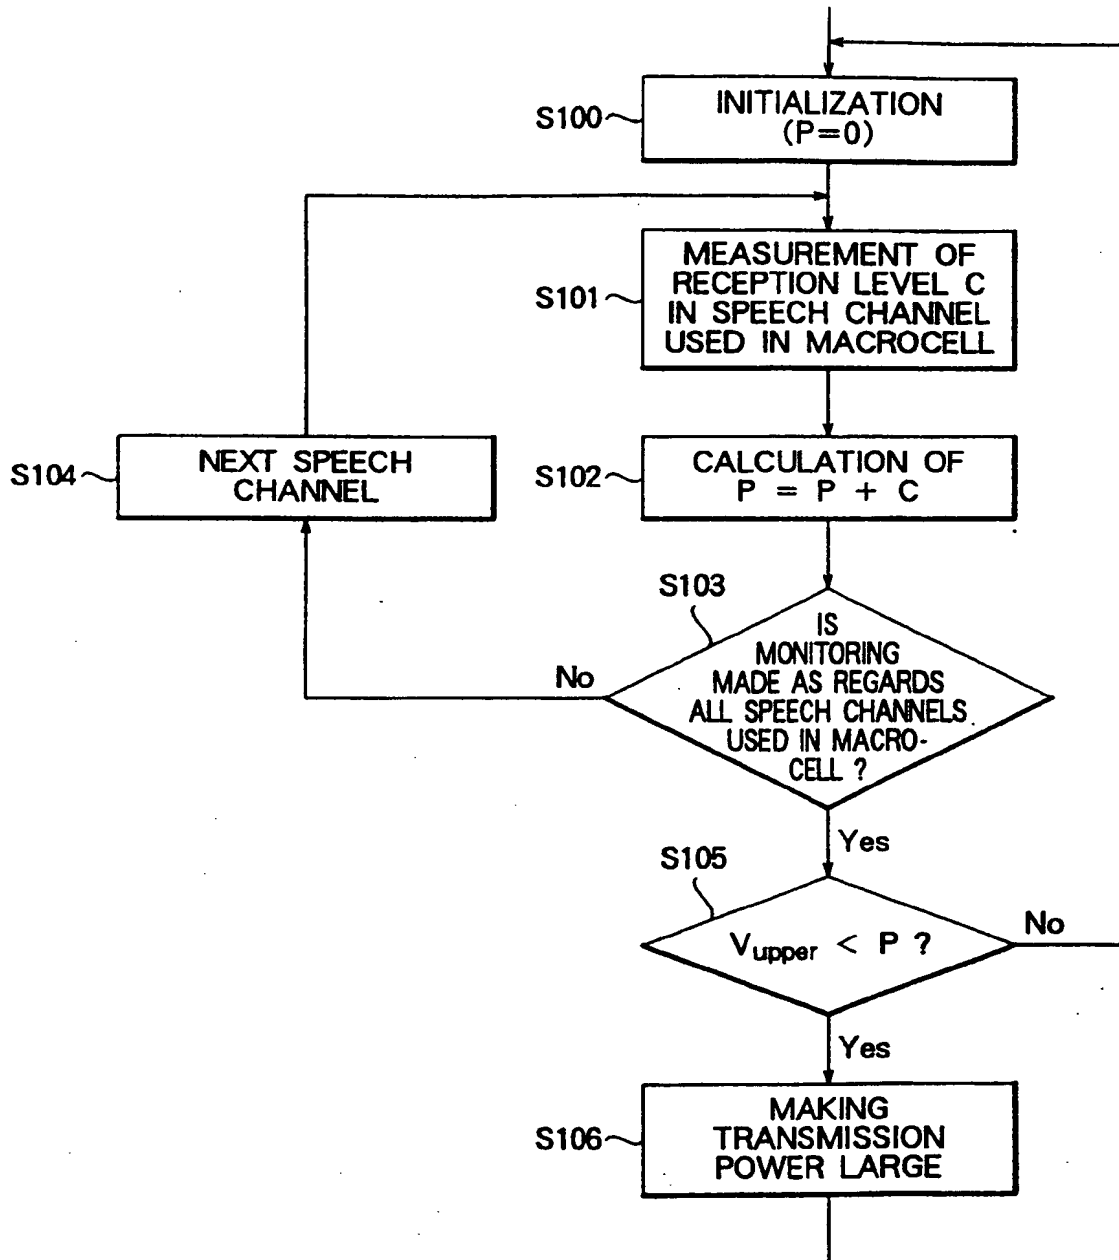 S100
INITIALIZATION
(P=0)
S101
MEASUREMENT OF
RECEPTION LEVEL C
IN SPEECH CHANNEL
USED IN MACROCELL
S104
NEXT SPEECH
CHANNEL
S102
CALCULATION OF
P = P + C
S103
IS
MONITORING
MADE AS REGARDS
ALL SPEECH CHANNELS
USED IN MACRO-
CELL ?
No
Yes
S105
Vupper < P ?
No
Yes
S106
MAKING
TRANSMISSION
POWER LARGE